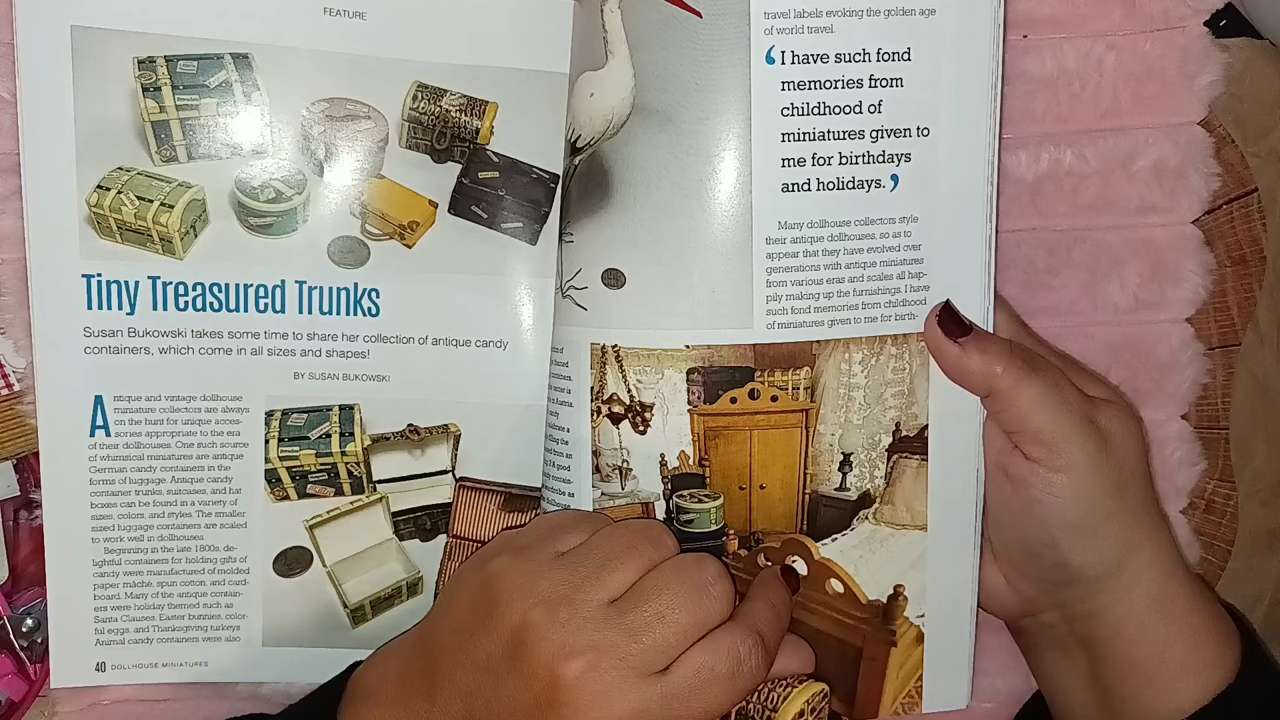 FEATURE
Tiny Treasured Trunks
Susan Bukowski takes some time to share her collection of antique candy
containers, which come in all sizes and shapes!
BY SUSAN BUKOWSKI
Antique and vintage dollhouse
miniature collectors are always
on the hunt for unique acces-
sories appropriate to the era
of their dollhouses. One such source
of whimsical miniatures are antique
German candy containers in the
forms of luggage. Antique candy
container trunks, suitcases, and hat
boxes can be found in a variety of
sizes, colors, and styles. The smaller
sized luggage containers are scaled
to work well in dollhouses.
Beginning in the late 1800s, de-
lightful containers for holding gifts of
candy were manufactured of molded
paper mâché, spun cotton, and card-
board. Many of the antique contain-
ers were holiday themed such as
Santa Clauses, Easter bunnies, color-
ful eggs, and Thanksgiving turkeys
Animal candy containers were also
40 DOLLHOUSE MINIATURES
travel labels evoking the golden age
of world travel.
‘I have such fond
memories from
childhood of
miniatures given to
me for birthdays
and holidays.’
Many dollhouse collectors style
their antique dollhouses, so as to
appear that they have evolved over
generations with antique miniatures
from various eras and scales all hap-
pily making up the furnishings. I have
such fond memories from childhood
of miniatures given to me for birth-